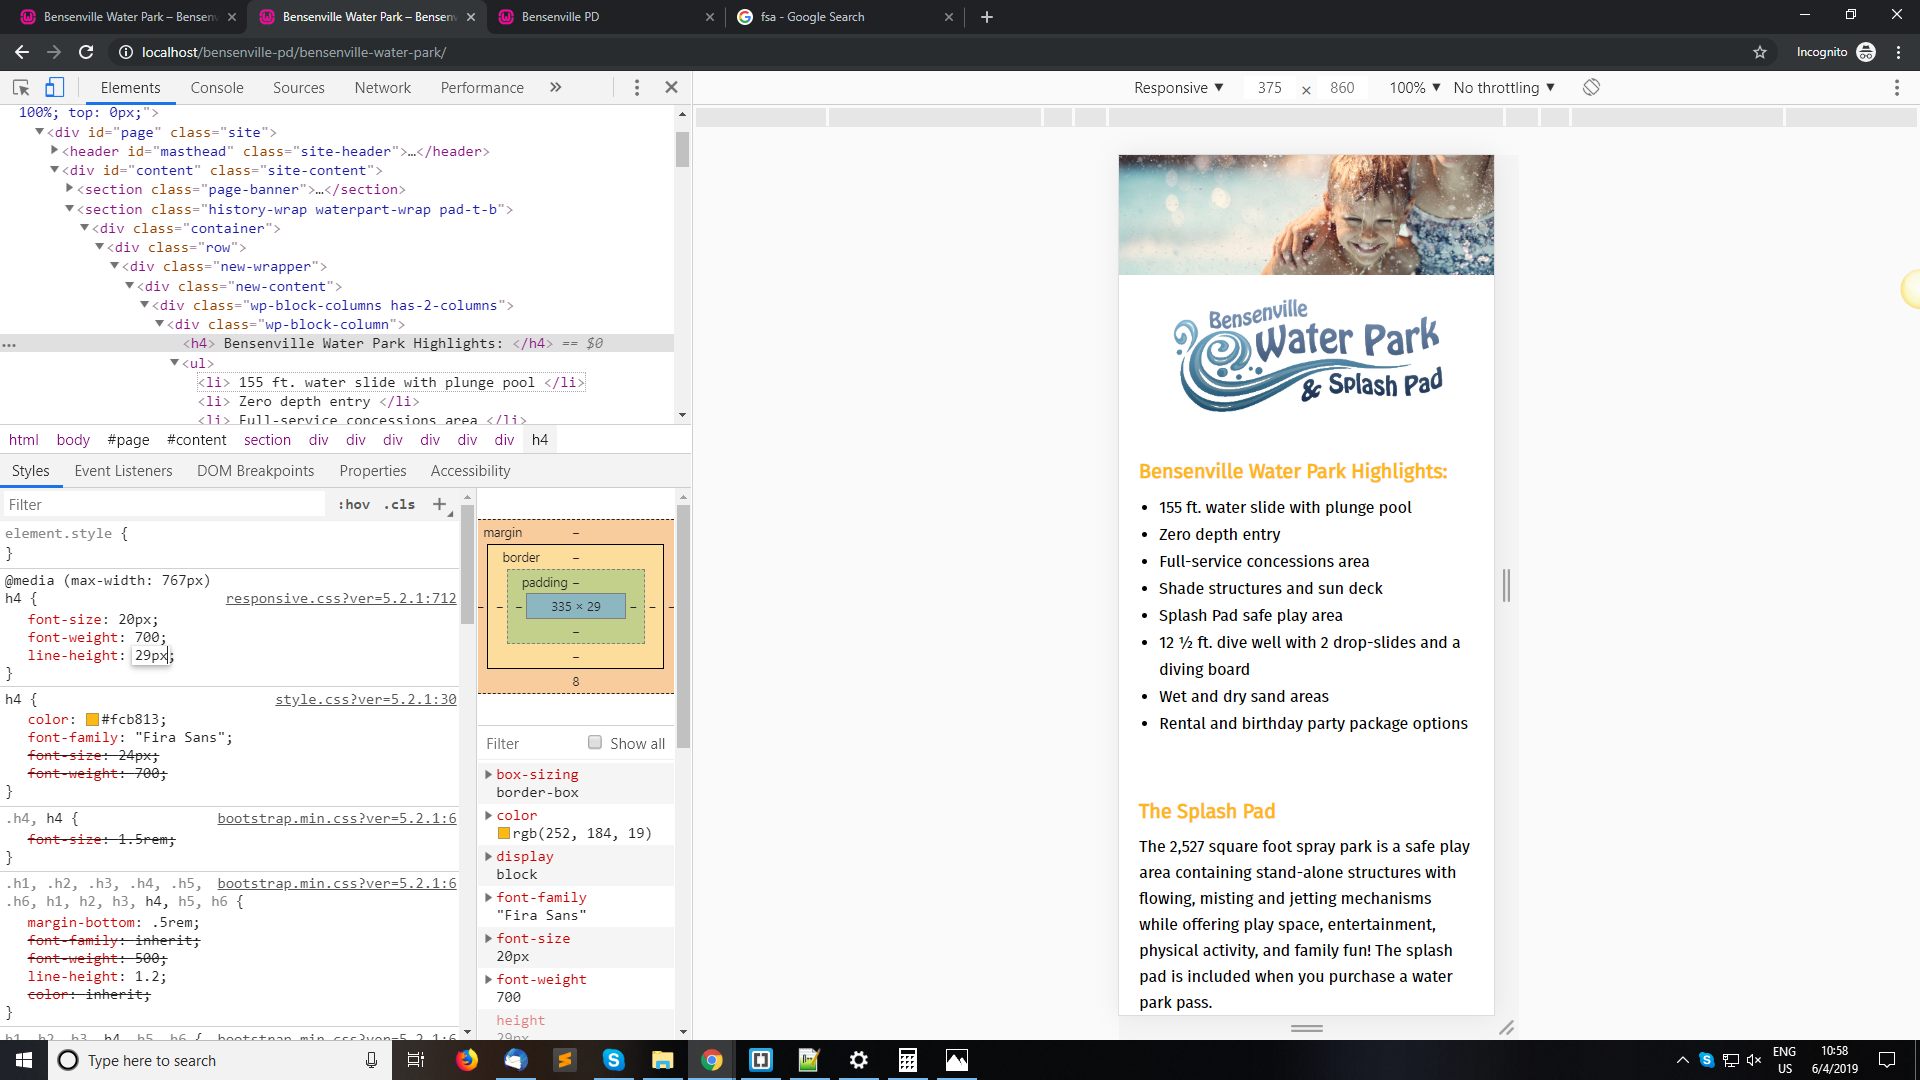 Bensenville Water Park – Bensenv
Bensenville Water Park – Bensenv
Bensenville PD
fsa - Google Search
localhost/bensenville-pd/bensenville-water-park/
Incognito
Elements Console Sources Network Performance »
Responsive ▼ 375 × 860 100% ▼ No throttling ▼
100%; top: 0px;">
<div id="page" class="site">
<header id="masthead" class="site-header">…</header>
<div id="content" class="site-content">
<section class="page-banner">…</section>
<section class="history-wrap waterpart-wrap pad-t-b">
<div class="container">
<div class="row">
<div class="new-wrapper">
<div class="new-content">
<div class="wp-block-columns has-2-columns">
<div class="wp-block-column">
… <h4> Bensenville Water Park Highlights: </h4> == $0
<ul>
<li> 155 ft. water slide with plunge pool </li>
<li> Zero depth entry </li>
<li> Full-service concessions area </li>
html body #page #content section div div div div div div h4
Styles Event Listeners DOM Breakpoints Properties Accessibility
Filter :hov .cls +
element.style {
}
@media (max-width: 767px)
h4 { responsive.css?ver=5.2.1:712
font-size: 20px;
font-weight: 700;
line-height: 29px;
}
h4 { style.css?ver=5.2.1:30
color: #fcb813;
font-family: "Fira Sans";
font-size: 24px;
font-weight: 700;
}
.h4, h4 { bootstrap.min.css?ver=5.2.1:6
font-size: 1.5rem;
}
.h1, .h2, .h3, .h4, .h5, bootstrap.min.css?ver=5.2.1:6
.h6, h1, h2, h3, h4, h5, h6 {
margin-bottom: .5rem;
font-family: inherit;
font-weight: 500;
line-height: 1.2;
color: inherit;
}
h1, h2, h3, h4, h5, h6 { bootstrap.min.css?ver=5.2.1:6
margin –
border –
padding –
– – – 335 × 29 – – –
–
–
8
Filter Show all
box-sizing
border-box
color
rgb(252, 184, 19)
display
block
font-family
"Fira Sans"
font-size
20px
font-weight
700
height
29px
Bensenville
Water Park
& Splash Pad
Bensenville Water Park Highlights:
• 155 ft. water slide with plunge pool
• Zero depth entry
• Full-service concessions area
• Shade structures and sun deck
• Splash Pad safe play area
• 12 ½ ft. dive well with 2 drop-slides and a
diving board
• Wet and dry sand areas
• Rental and birthday party package options
The Splash Pad
The 2,527 square foot spray park is a safe play
area containing stand-alone structures with
flowing, misting and jetting mechanisms
while offering play space, entertainment,
physical activity, and family fun! The splash
pad is included when you purchase a water
park pass.
Type here to search
ENG
US
10:58
6/4/2019